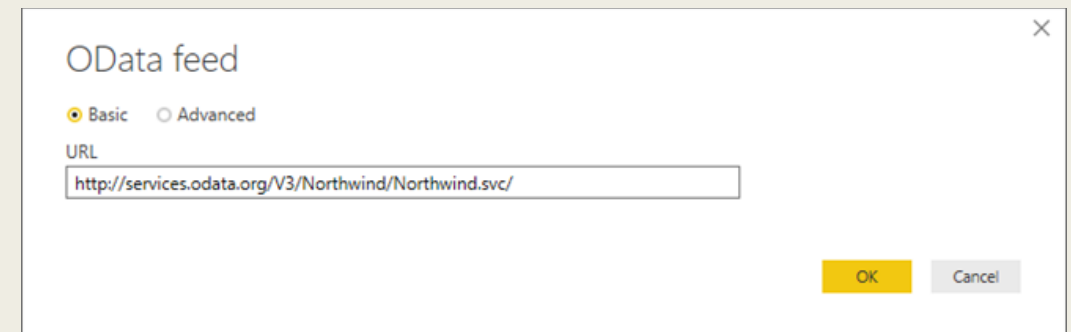 OData feed
Basic Advanced
URL
http://services.odata.org/V3/Northwind/Northwind.svc/
OK Cancel